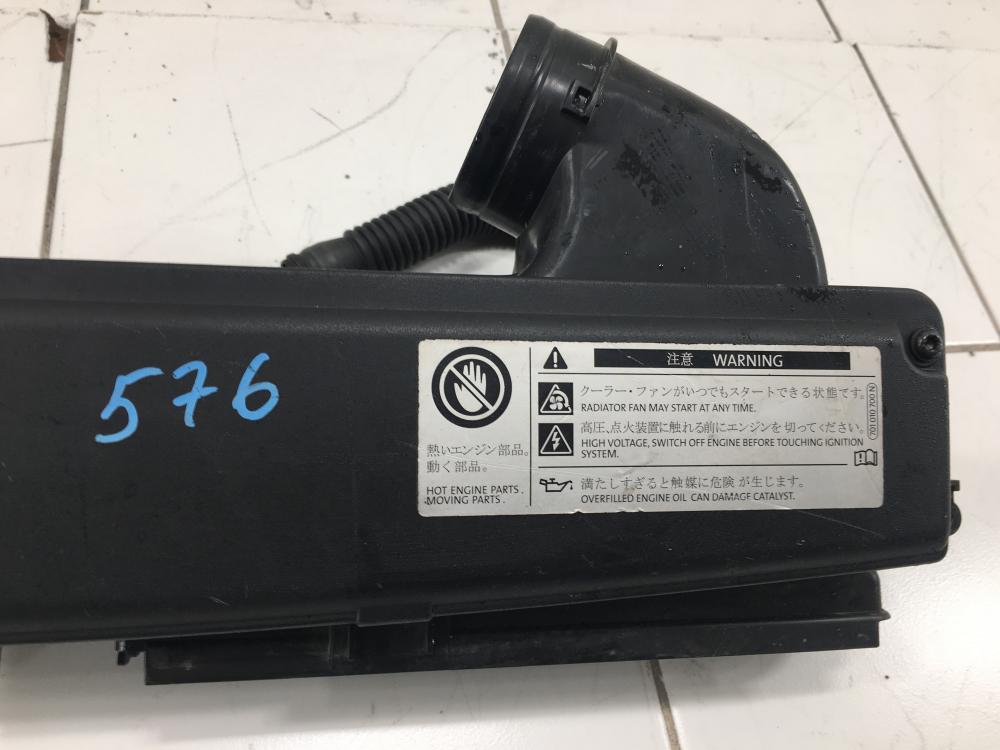 576
注意 WARNING
クーラー・ファンがいつでもスタートできる状態てす。
RADIATOR FAN MAY START AT ANY TIME.
高圧、点火装置に触れる前にエンジンを切ってください。
HIGH VOLTAGE, SWITCH OFF ENGINE BEFORE TOUCHING IGNITION
SYSTEM.
満たしすぎると触媒に危険が生じます。
OVERFILLED ENGINE OIL CAN DAMAGE CATALYST.
熱いエンジン部品。
動く部品。
HOT ENGINE PARTS.
MOVING PARTS.
701.010.700 N